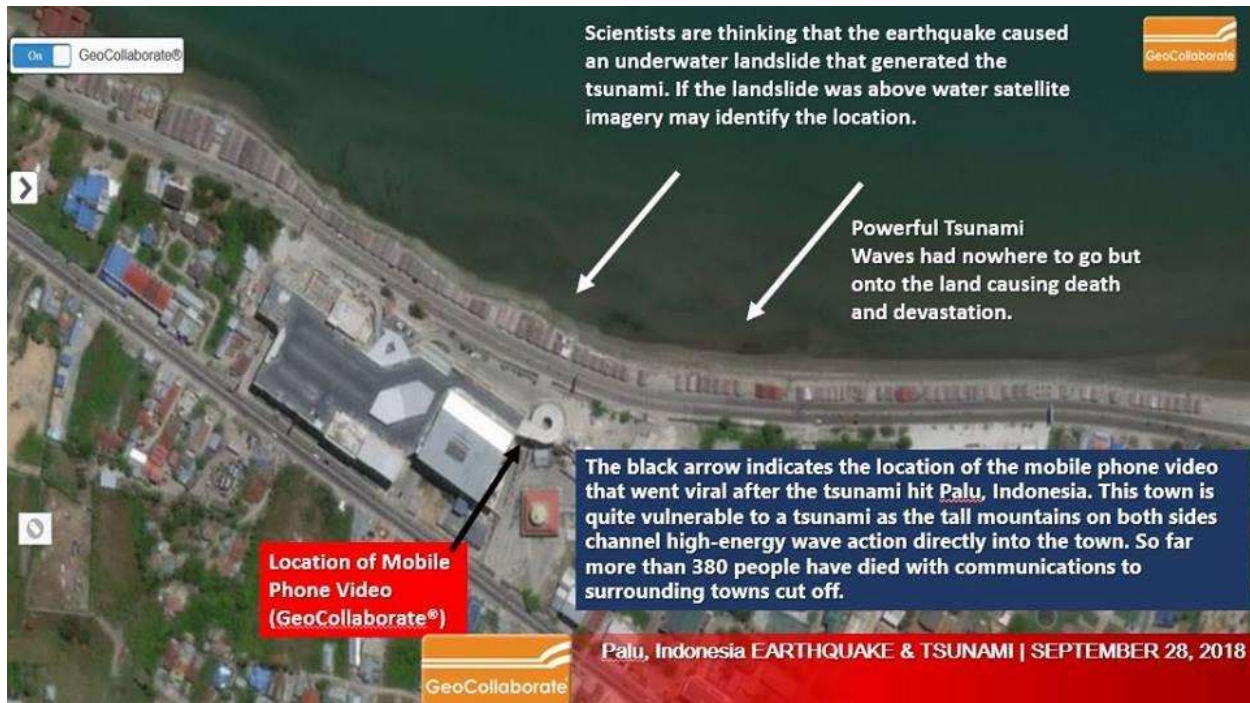 On GeoCollaborate®
Scientists are thinking that the earthquake caused
an underwater landslide that generated the
tsunami. If the landslide was above water satellite
imagery may identify the location.
GeoCollaborate
Powerful Tsunami
Waves had nowhere to go but
onto the land causing death
and devastation.
The black arrow indicates the location of the mobile phone video
that went viral after the tsunami hit Palu, Indonesia. This town is
quite vulnerable to a tsunami as the tall mountains on both sides
channel high-energy wave action directly into the town. So far
more than 380 people have died with communications to
surrounding towns cut off.
Location of Mobile
Phone Video
(GeoCollaborate®)
GeoCollaborate
Palu, Indonesia EARTHQUAKE & TSUNAMI | SEPTEMBER 28, 2018